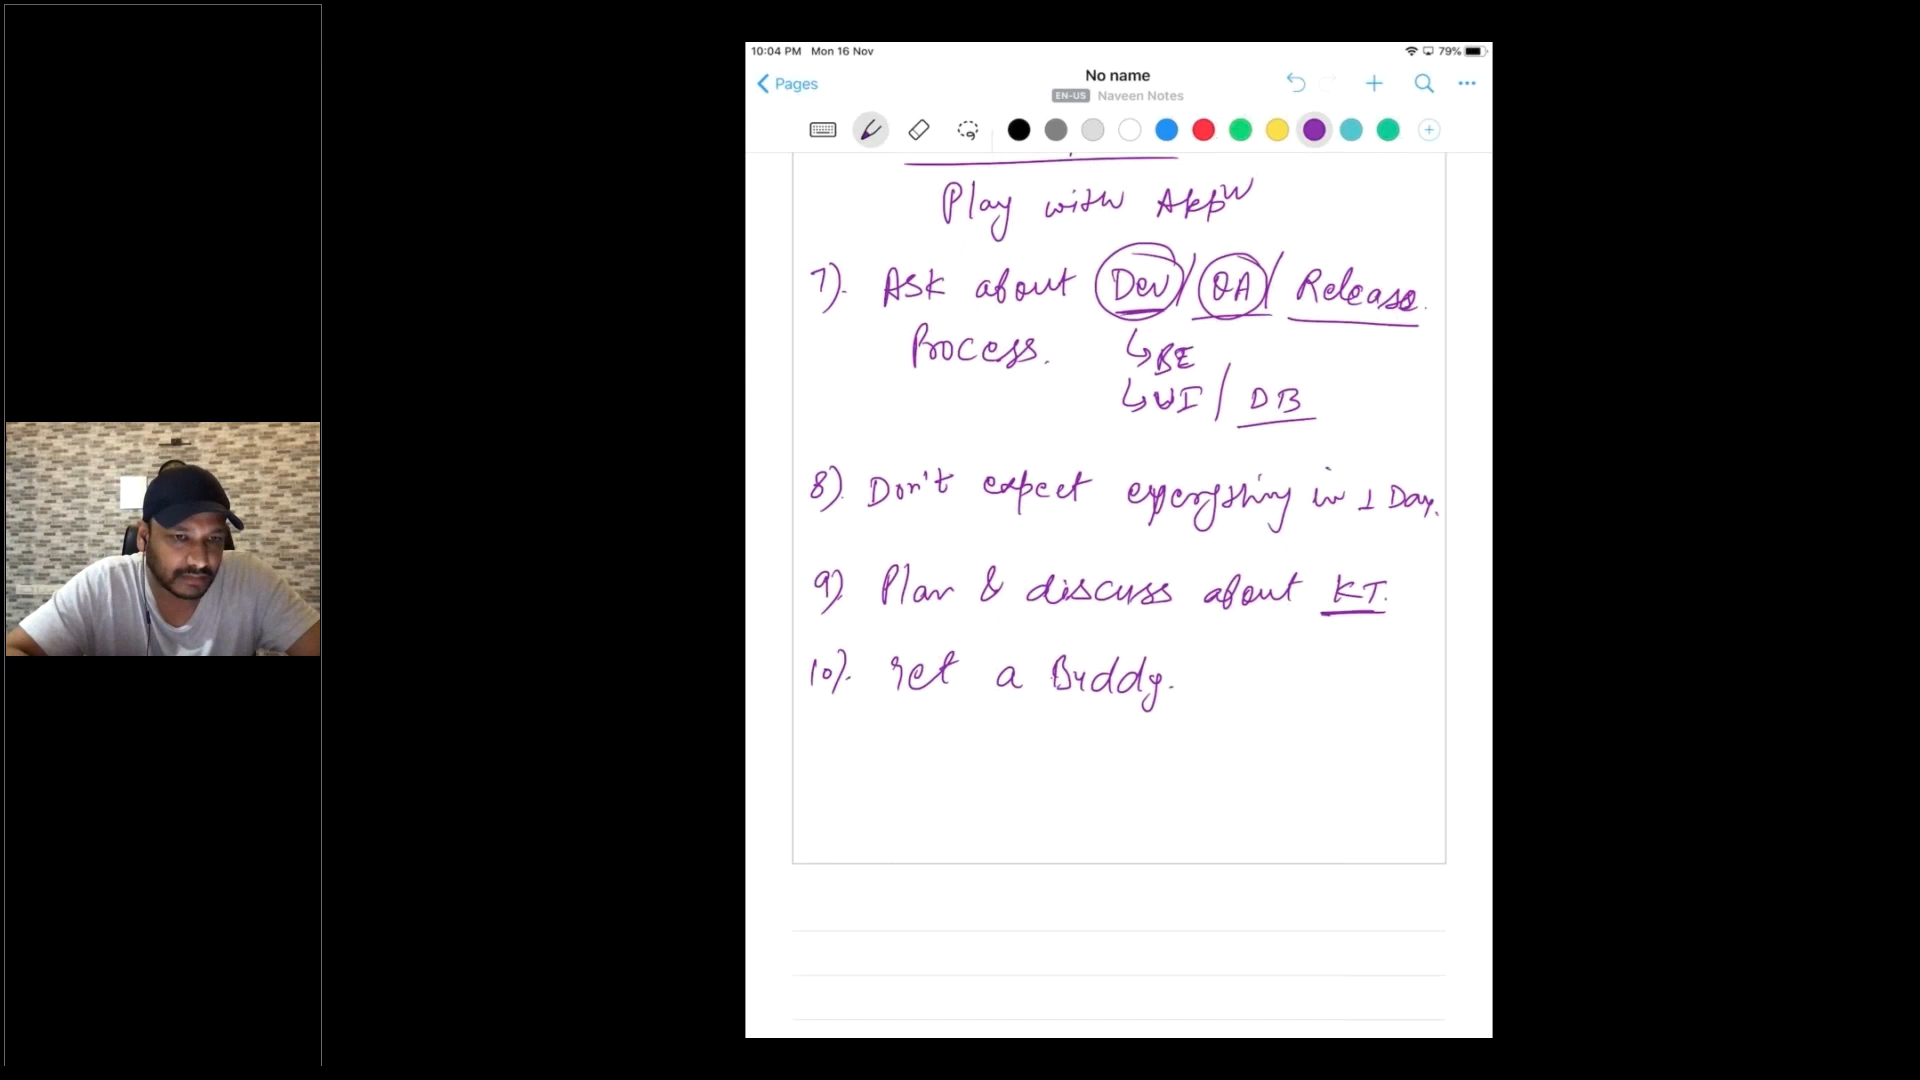 10:04 PM Mon 16 Nov 79%
Pages
No name
EN-US Naveen Notes
Play with Appn
7). Ask about Dev / QA / Release.
Process. ↳ BE
↳ UI / DB
8). Don't expect everything in 1 Day.
9) Plan & discuss about KT.
10). Get a Buddy.